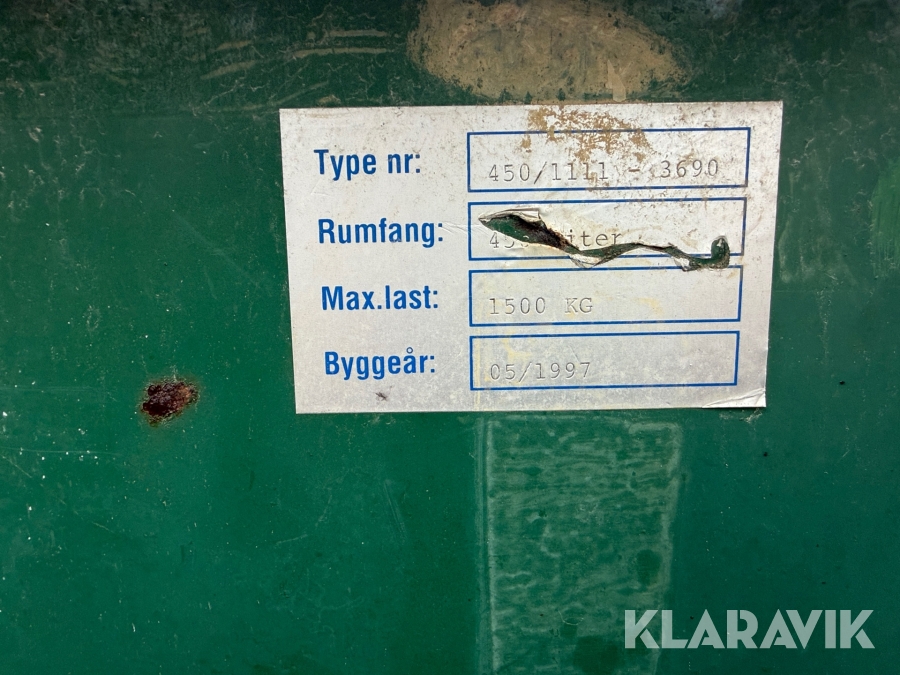 Type nr: 450/1111 - 3690
Rumfang:
Max.last: 1500 KG
Byggeår: 05/1997
KLARAVIK